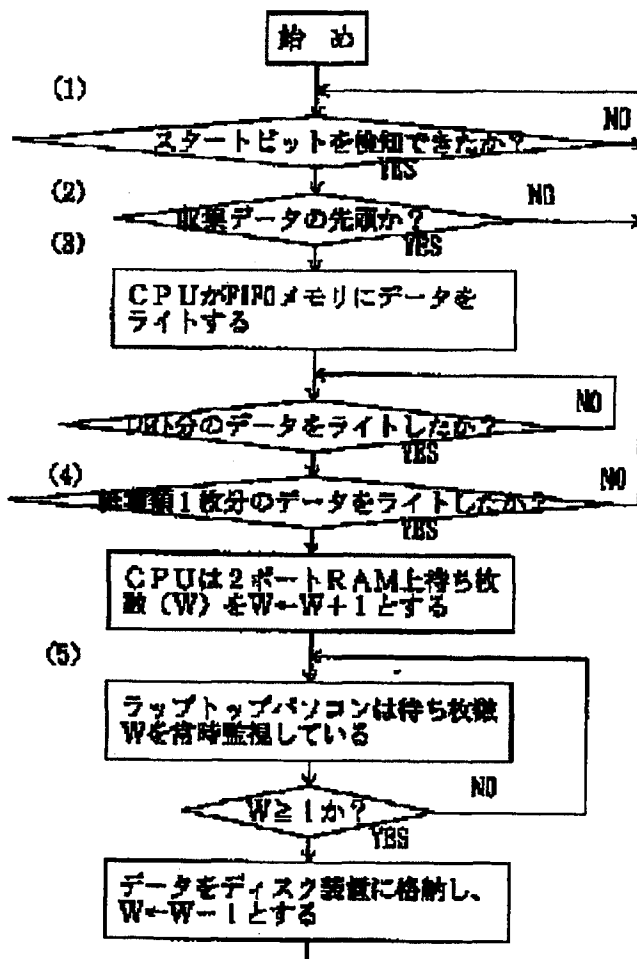 始 め
(1)
NO
スタートビットを検知できたか?
YES
(2)
NO
収集データの先頭か?
YES
(3)
CPUがFIFOメモリにデータを
ライトする
NO
分のデータをライトしたか?
YES
(4)
NO
1枚分のデータをライトしたか?
YES
CPUは2ポートRAM上待ち枚
数(W)をW←W+1とする
(5)
ラップトップパソコンは待ち枚数
Wを常時監視している
NO
W≧1か?
YES
データをディスク装置に格納し、
W←W-1とする